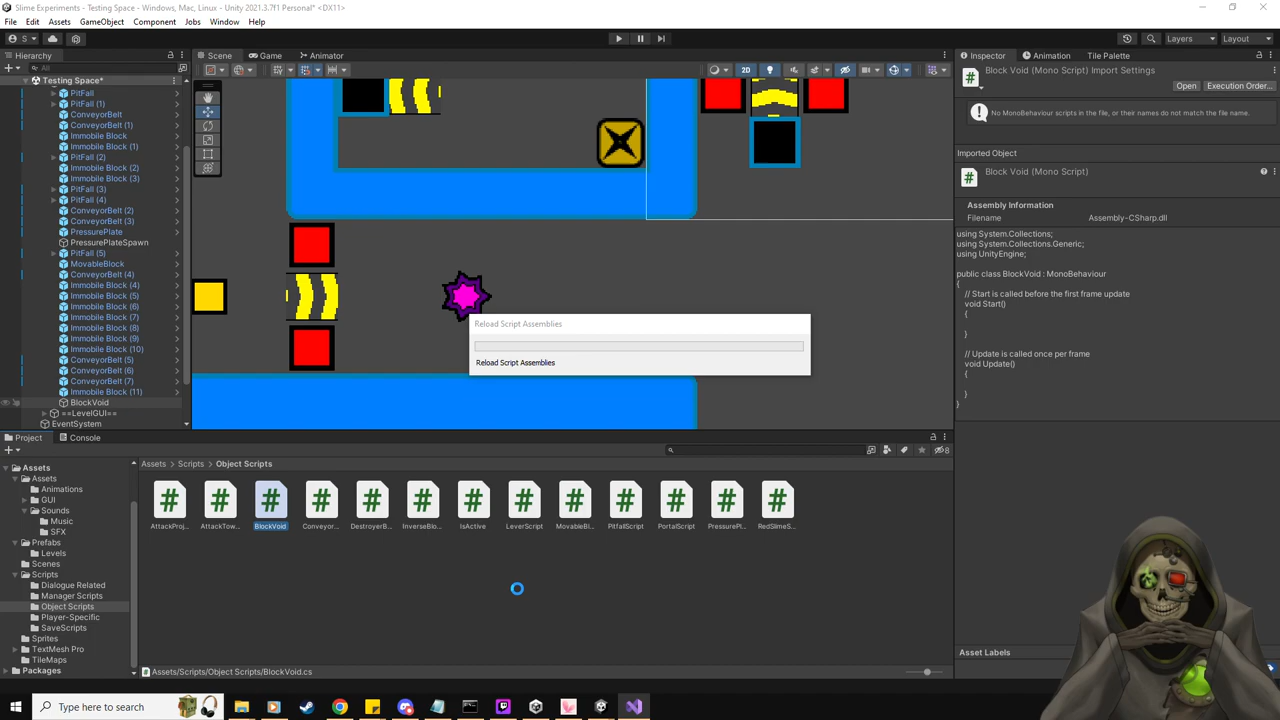 Slime Experiments - Testing Space - Windows, Mac, Linux - Unity 2021.3.7f1 Personal* <DX11>
File Edit Assets GameObject Component Jobs Window Help
S Layers Layout
Hierarchy Scene Game Animator Inspector Animation Tile Palette
All 2D
Testing Space*
PitFall
PitFall (1)
ConveyorBelt
ConveyorBelt (1)
Immobile Block
Immobile Block (1)
PitFall (2)
Immobile Block (2)
Immobile Block (3)
PitFall (3)
PitFall (4)
ConveyorBelt (2)
ConveyorBelt (3)
PressurePlate
PressurePlateSpawn
PitFall (5)
MovableBlock
ConveyorBelt (4)
Immobile Block (4)
Immobile Block (5)
Immobile Block (6)
Immobile Block (7)
Immobile Block (8)
Immobile Block (9)
Immobile Block (10)
ConveyorBelt (5)
ConveyorBelt (6)
ConveyorBelt (7)
Immobile Block (11)
BlockVoid
==LevelGUI==
EventSystem
Reload Script Assemblies
Reload Script Assemblies
Block Void (Mono Script) Import Settings
Open Execution Order...
No MonoBehaviour scripts in the file, or their names do not match the file name.
Imported Object
Block Void (Mono Script)
Assembly Information
Filename Assembly-CSharp.dll
using System.Collections;
using System.Collections.Generic;
using UnityEngine;
public class BlockVoid : MonoBehaviour
{
// Start is called before the first frame update
void Start()
{
}
// Update is called once per frame
void Update()
{
}
}
Asset Labels
Project Console
8
Assets
Assets
Animations
GUI
Sounds
Music
SFX
Prefabs
Levels
Scenes
Scripts
Dialogue Related
Manager Scripts
Object Scripts
Player-Specific
SaveScripts
Sprites
TextMesh Pro
TileMaps
Packages
Assets > Scripts > Object Scripts
AttackProj... AttackTow... BlockVoid Conveyor... DestroyerB... InverseBlo... IsActive LeverScript MovableBl... PitfallScript PortalScript PressurePl... RedSlimeS...
Assets/Scripts/Object Scripts/BlockVoid.cs
Type here to search